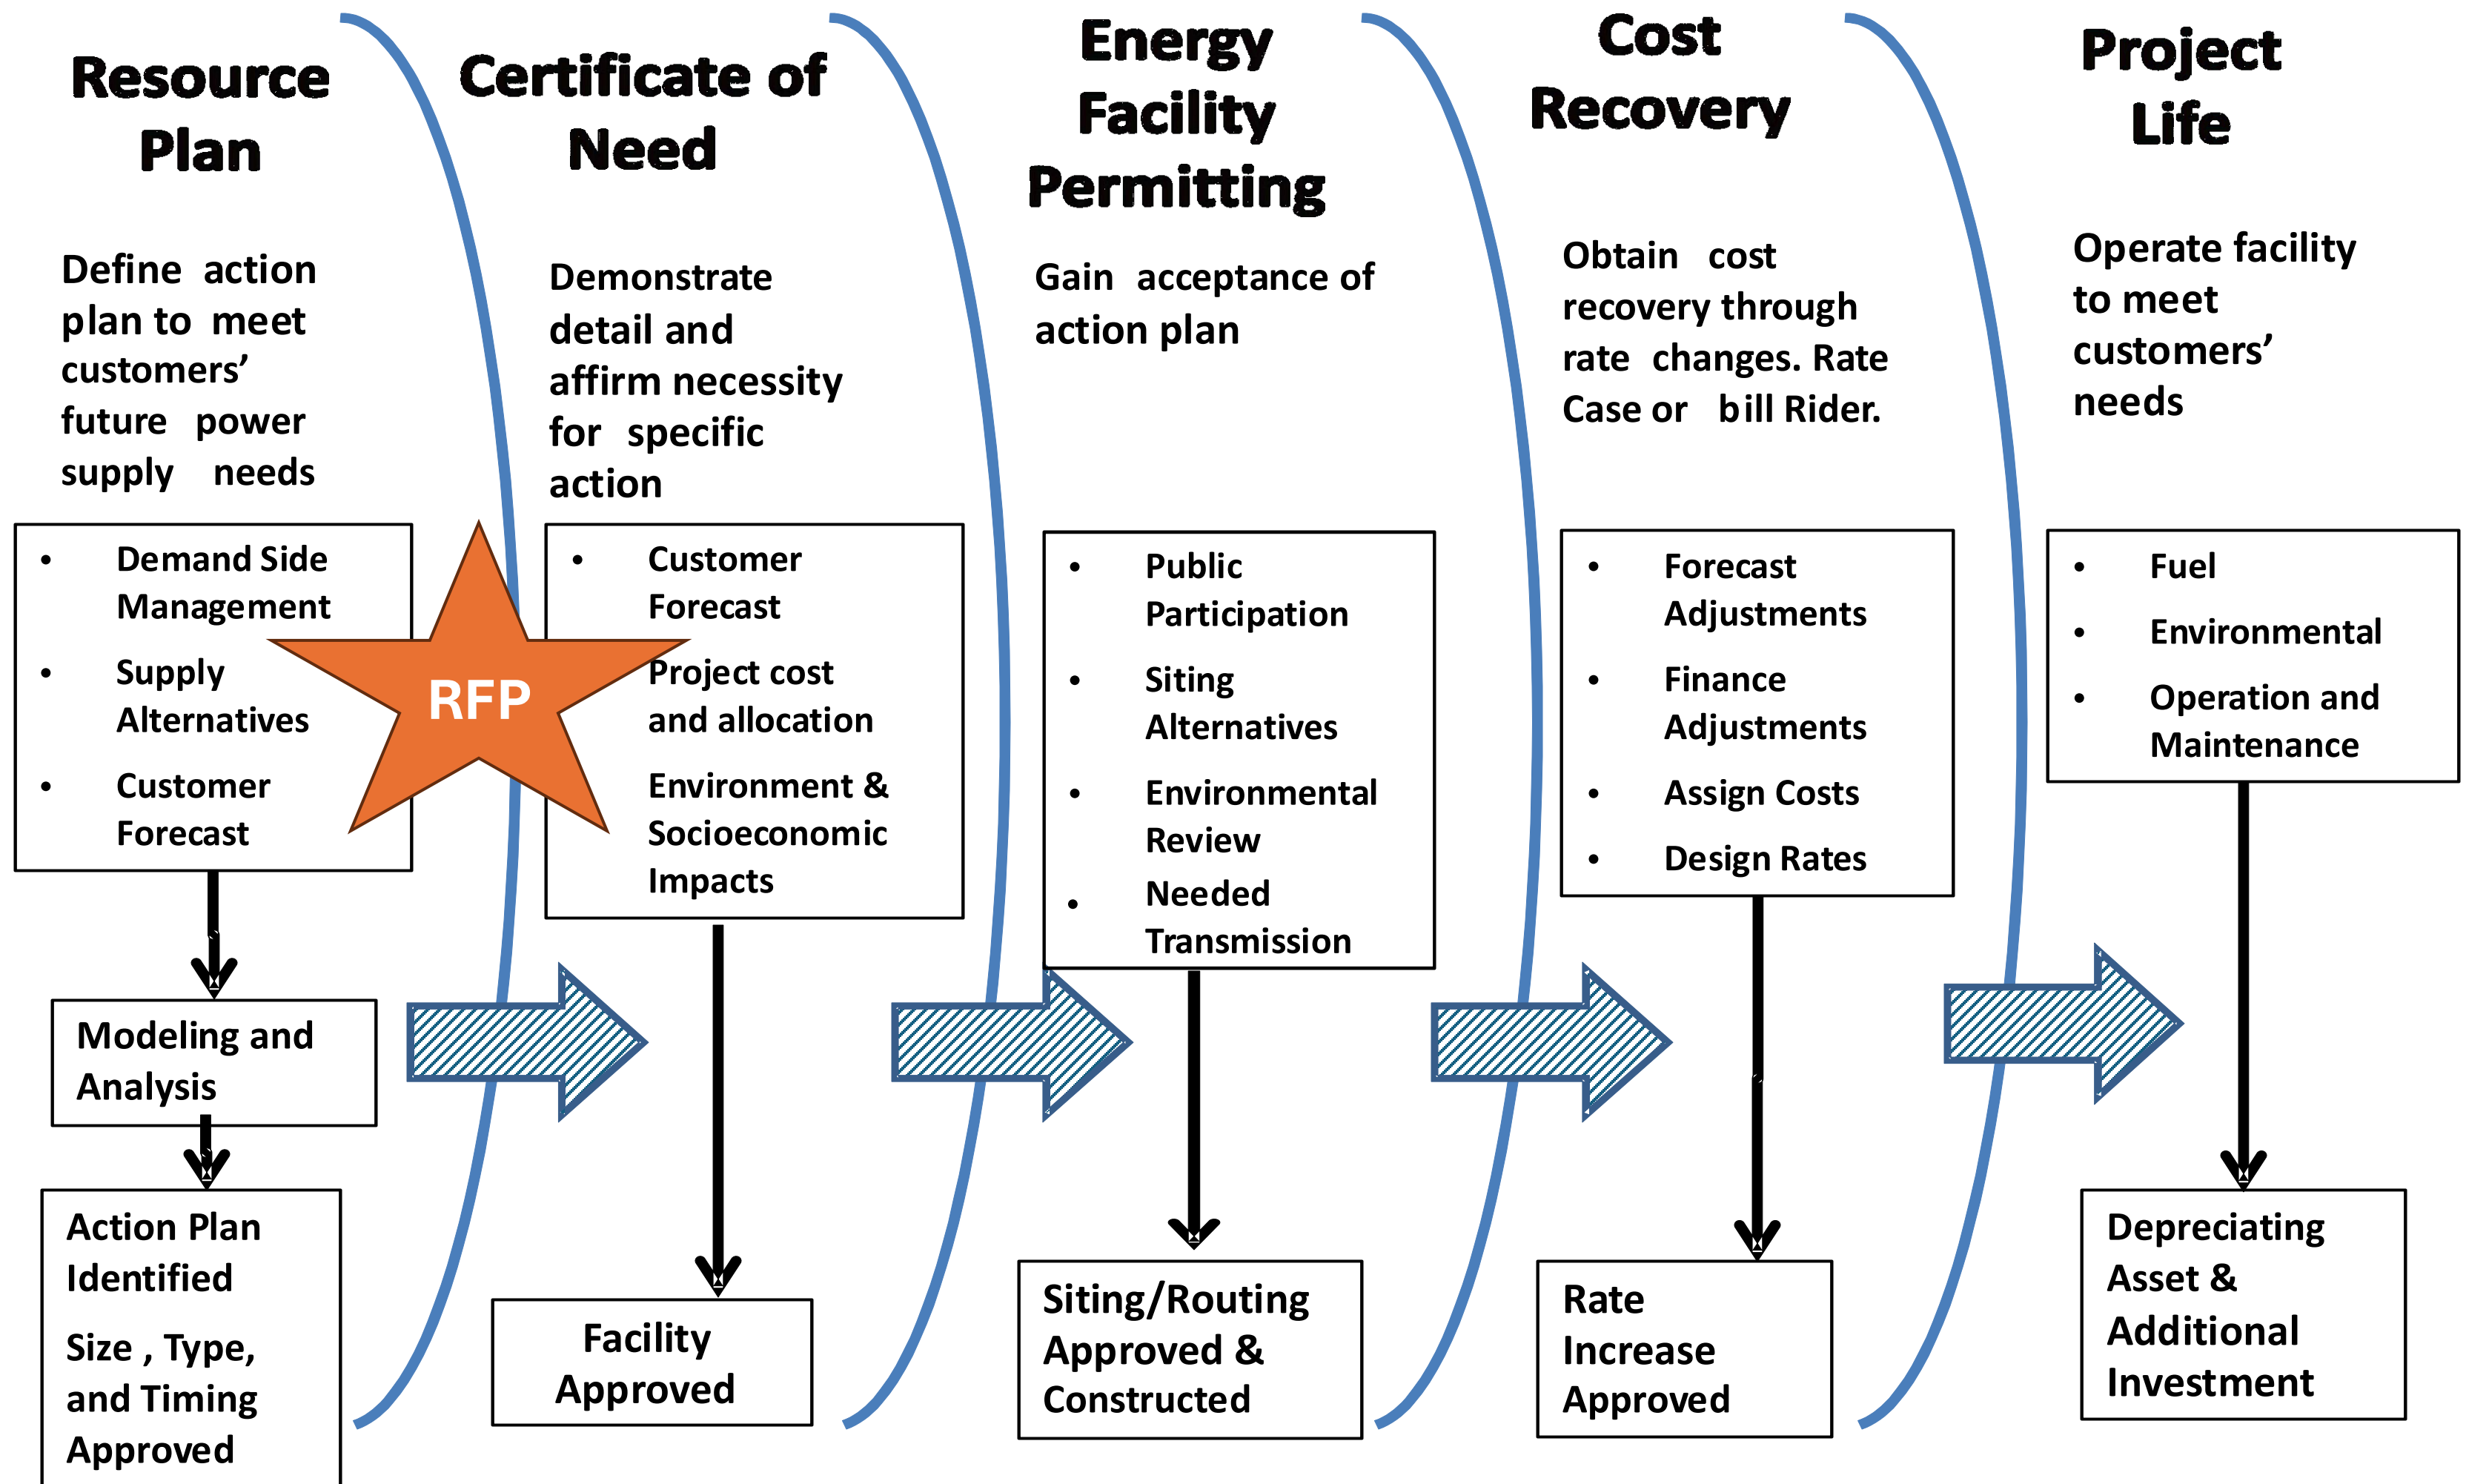 Resource
Plan
Define action
plan to meet
customers’
future power
supply needs
• Demand Side
Management
• Supply
Alternatives
• Customer
Forecast
Modeling and
Analysis
Action Plan
Identified
Size , Type,
and Timing
Approved
RFP
Certificate of
Need
Demonstrate
detail and
affirm necessity
for specific
action
• Customer
Forecast
Project cost
and allocation
Environment &
Socioeconomic
Impacts
Facility
Approved
Energy
Facility
Permitting
Gain acceptance of
action plan
• Public
Participation
• Siting
Alternatives
• Environmental
Review
• Needed
Transmission
Siting/Routing
Approved &
Constructed
Cost
Recovery
Obtain cost
recovery through
rate changes. Rate
Case or bill Rider.
• Forecast
Adjustments
• Finance
Adjustments
• Assign Costs
• Design Rates
Rate
Increase
Approved
Project
Life
Operate facility
to meet
customers’
needs
• Fuel
• Environmental
• Operation and
Maintenance
Depreciating
Asset &
Additional
Investment